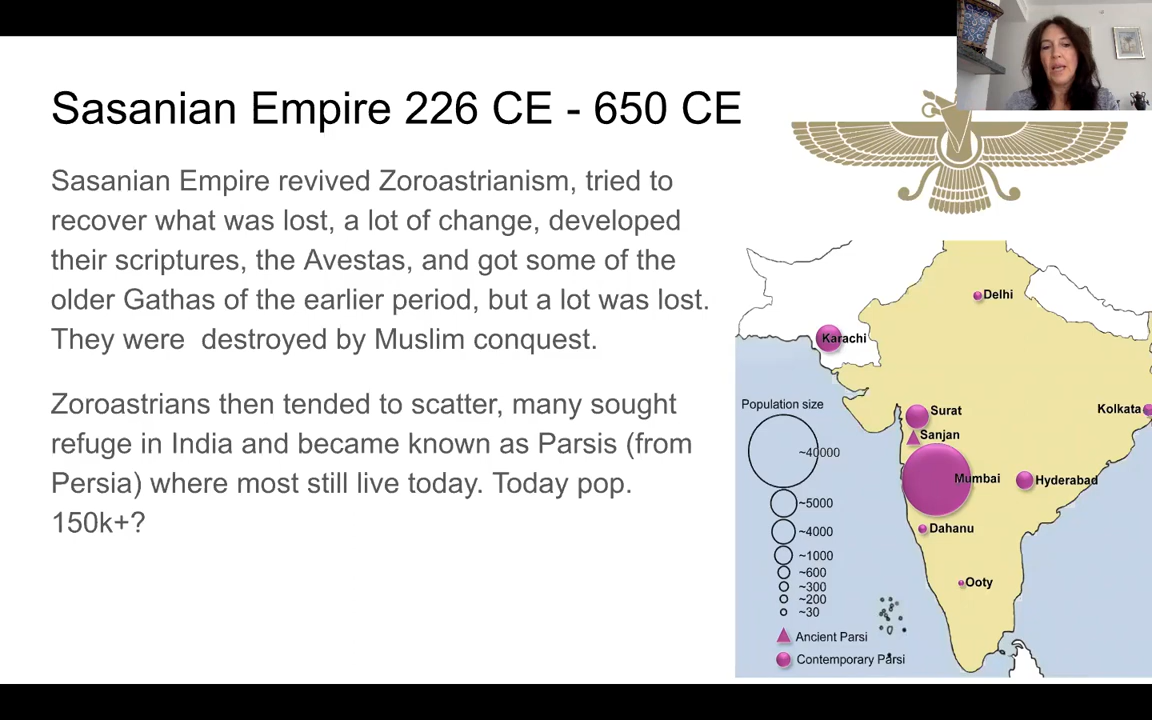 Sasanian Empire 226 CE - 650 CE
Sasanian Empire revived Zoroastrianism, tried to
recover what was lost, a lot of change, developed
their scriptures, the Avestas, and got some of the
older Gathas of the earlier period, but a lot was lost.
They were  destroyed by Muslim conquest.
Zoroastrians then tended to scatter, many sought
refuge in India and became known as Parsis (from
Persia) where most still live today. Today pop.
150k+?
Delhi
Karachi
Population size
Surat
Kolkata
Sanjan
~40000
Mumbai
Hyderabad
~5000
Dahanu
~4000
~1000
~600
Ooty
~300
~200
~30
Ancient Parsi
Contemporary Parsi